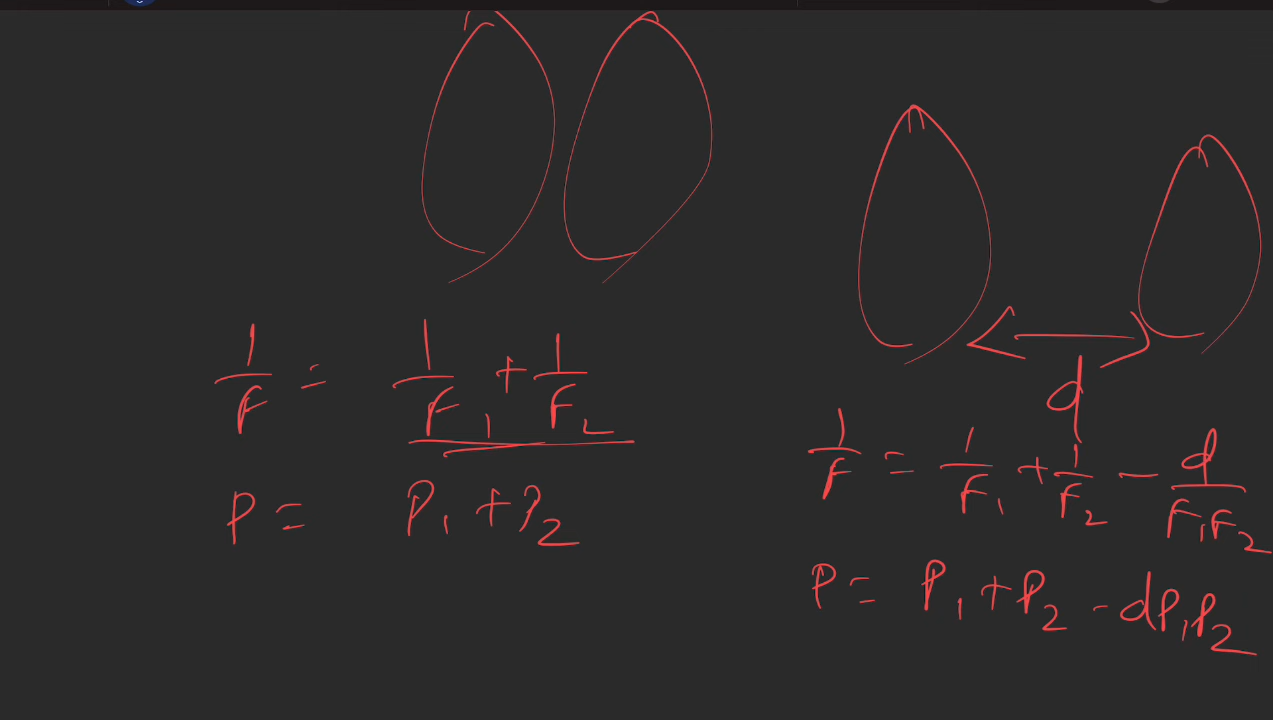 1/F = 1/F₁ + 1/F₂
P = P₁ + P₂
d
1/F = 1/F₁ + 1/F₂ - d/F₁F₂
P = P₁ + P₂ - dP₁P₂